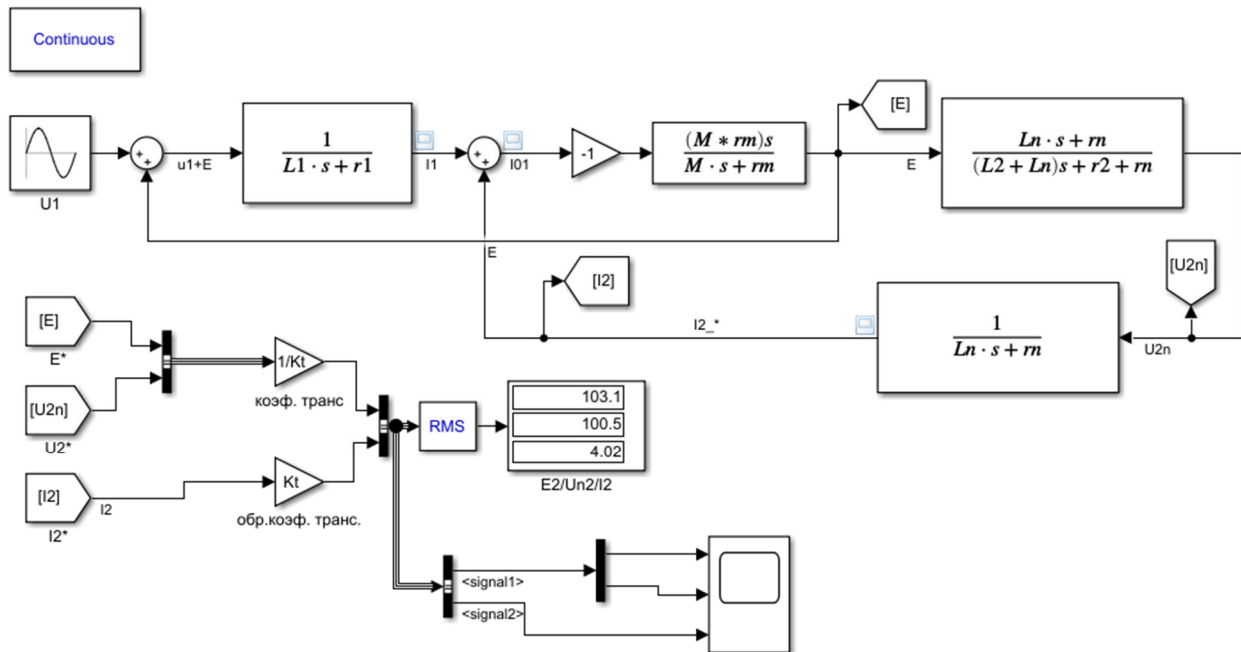 Continuous
[E]
U1
+
+
u1+E
1
L1 · s + r1
I1
+
+
I01
-1
(M * rm)s
M · s + rm
E
Ln · s + rn
(L2 + Ln)s + r2 + rn
E
[U2n]
[I2]
I2_*
1
Ln · s + rn
U2n
[E]
E*
[U2n]
U2*
[I2]
I2*
I2
1/Kt
коэф. транс
Kt
обр.коэф. транс.
RMS
103.1
100.5
4.02
E2/Un2/I2
<signal1>
<signal2>